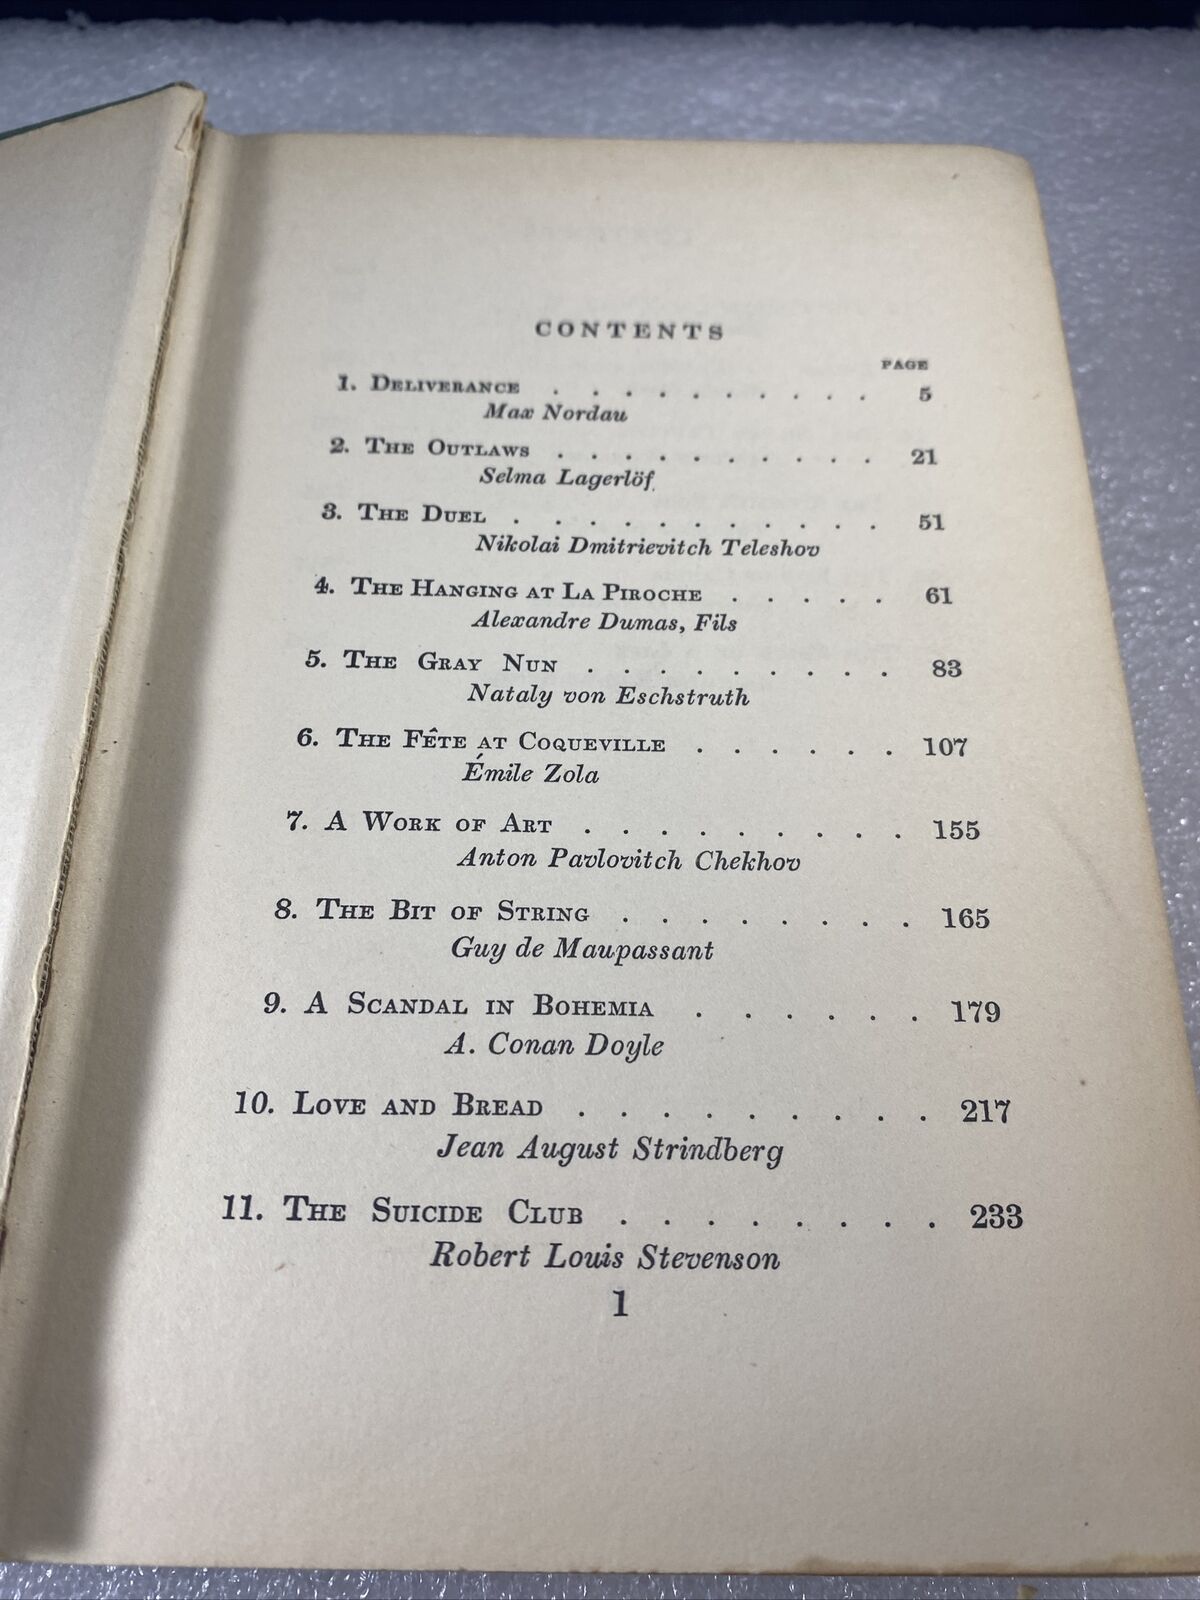 CONTENTS
PAGE
1. DELIVERANCE . . . . . . . . . . 5
Max Nordau
2. THE OUTLAWS . . . . . . . . . . 21
Selma Lagerlöf.
3. THE DUEL . . . . . . . . . . . 51
Nikolai Dmitrievitch Teleshov
4. THE HANGING AT LA PIROCHE . . . . . 61
Alexandre Dumas, Fils
5. THE GRAY NUN . . . . . . . . . 83
Nataly von Eschstruth
6. THE FÊTE AT COQUEVILLE . . . . . . 107
Émile Zola
7. A WORK OF ART . . . . . . . . . 155
Anton Pavlovitch Chekhov
8. THE BIT OF STRING . . . . . . . . 165
Guy de Maupassant
9. A SCANDAL IN BOHEMIA . . . . . . 179
A. Conan Doyle
10. LOVE AND BREAD . . . . . . . . . 217
Jean August Strindberg
11. THE SUICIDE CLUB . . . . . . . . 233
Robert Louis Stevenson
1